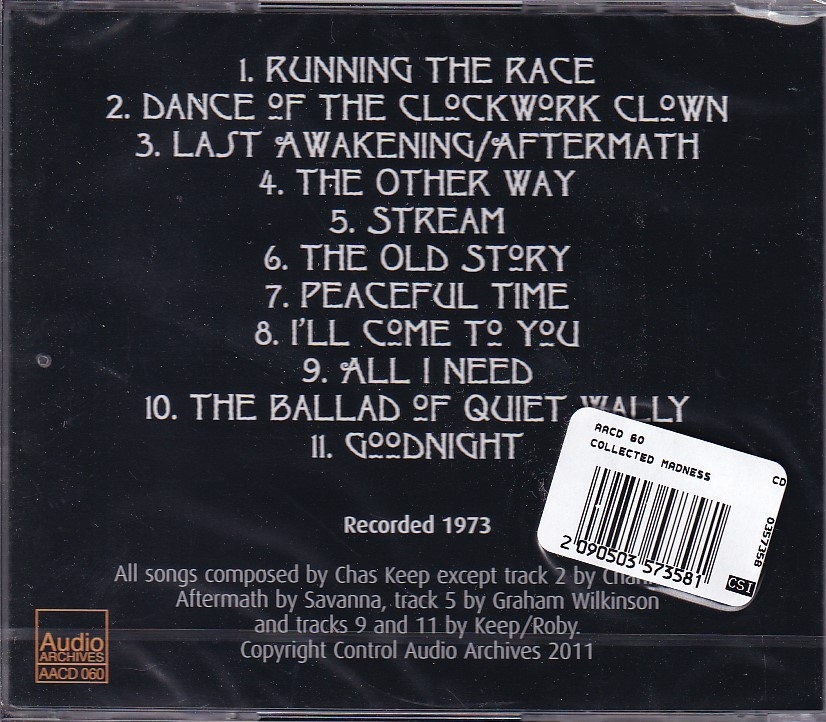 1. RUNNING THE RACE
2. DANCE OF THE CLOCKWORK CLOWN
3. LAST AWAKENING/AFTERMATH
4. THE OTHER WAY
5. STREAM
6. THE OLD STORY
7. PEACEFUL TIME
8. I'LL COME TO YOU
9. ALL I NEED
10. THE BALLAD OF QUIET WALLY
11. GOODNIGHT
AACD 60
COLLECTED MADNESS
CD
0357358
2 090503 573581
CSI
Recorded 1973
All songs composed by Chas Keep except track 2 by
Aftermath by Savanna, track 5 by Graham Wilkinson
and tracks 9 and 11 by Keep/Roby.
Copyright Control Audio Archives 2011
Audio
ARCHIVES
AACD 060